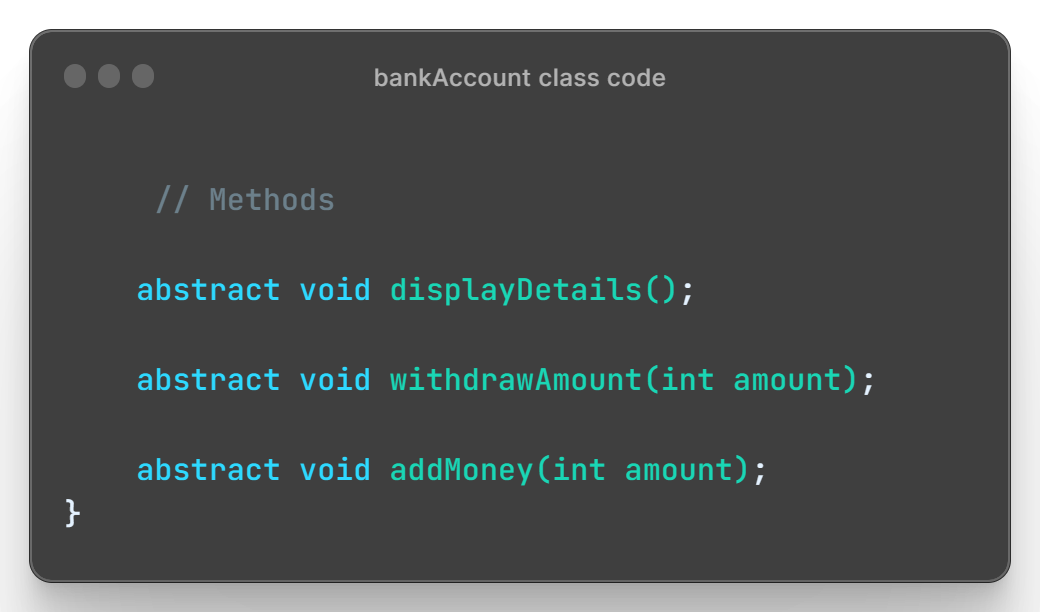 bankAccount class code
// Methods
abstract void displayDetails();
abstract void withdrawAmount(int amount);
abstract void addMoney(int amount);
}